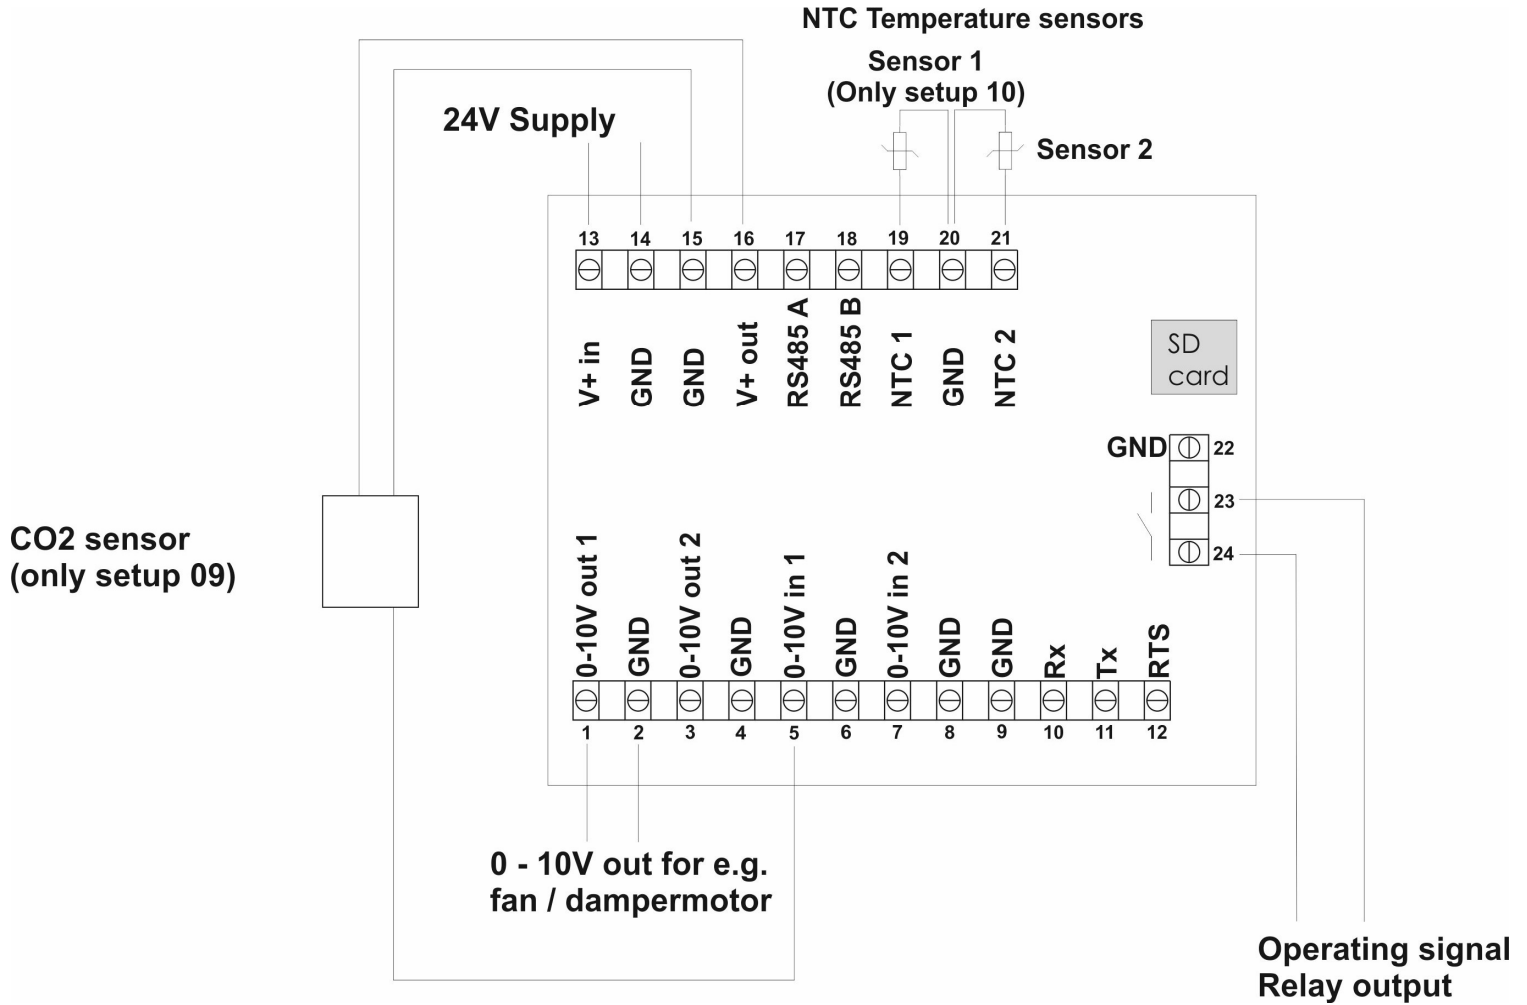 NTC Temperature sensors
Sensor 1
(Only setup 10)
24V Supply
Sensor 2
13 14 15 16 17 18 19 20 21
V+ in
GND
GND
V+ out
RS485 A
RS485 B
NTC 1
GND
NTC 2
SD
card
GND 22
23
24
CO2 sensor
(only setup 09)
0-10V out 1
GND
0-10V out 2
GND
0-10V in 1
GND
0-10V in 2
GND
GND
Rx
Tx
RTS
1 2 3 4 5 6 7 8 9 10 11 12
0 - 10V out for e.g.
fan / dampermotor
Operating signal
Relay output